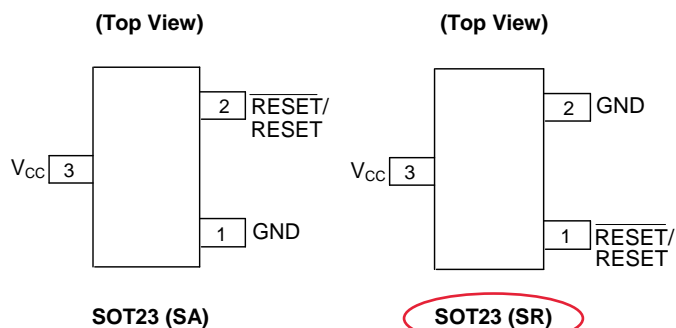 (Top View)
2 RESET/
RESET
VCC 3
1 GND
SOT23 (SA)
(Top View)
2 GND
VCC 3
1 RESET/
RESET
SOT23 (SR)